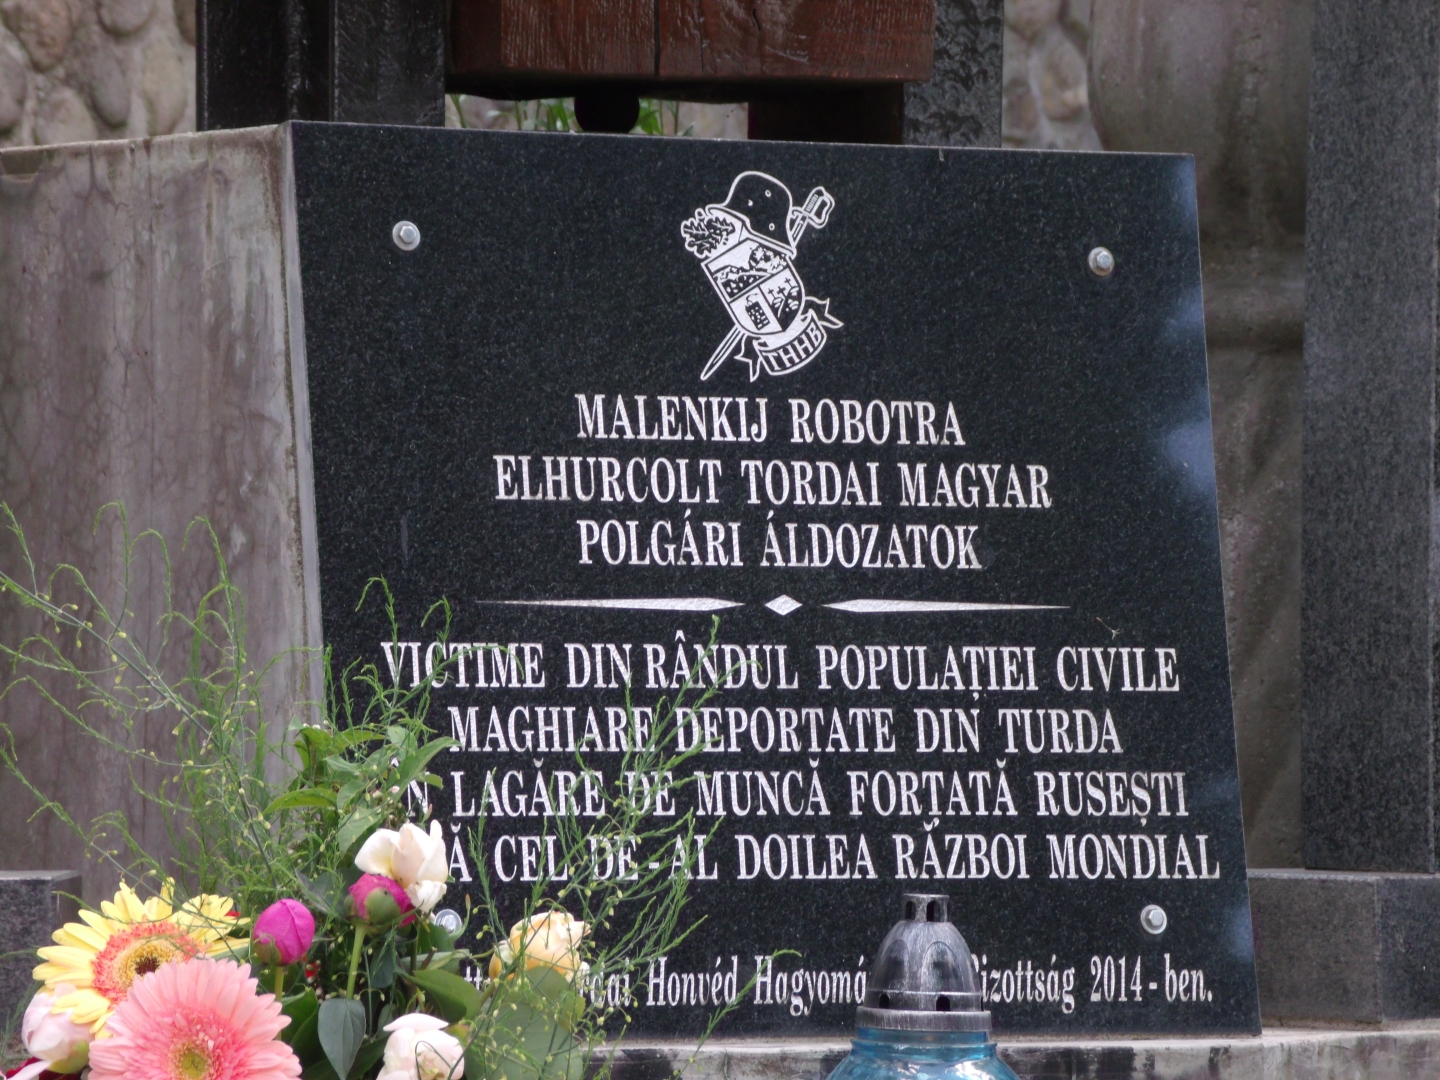 THHB
MALENKIJ ROBOTRA
ELHURCOLT TORDAI MAGYAR
POLGÁRI ÁLDOZATOK
VICTIME DIN RÂNDUL POPULAȚIEI CIVILE
MAGHIARE DEPORTATE DIN TURDA
ÎN LAGĂRE DE MUNCĂ FORȚATĂ RUSEȘTI
CEL DE-AL DOILEA RĂZBOI MONDIAL
Honvéd 2014-ben.